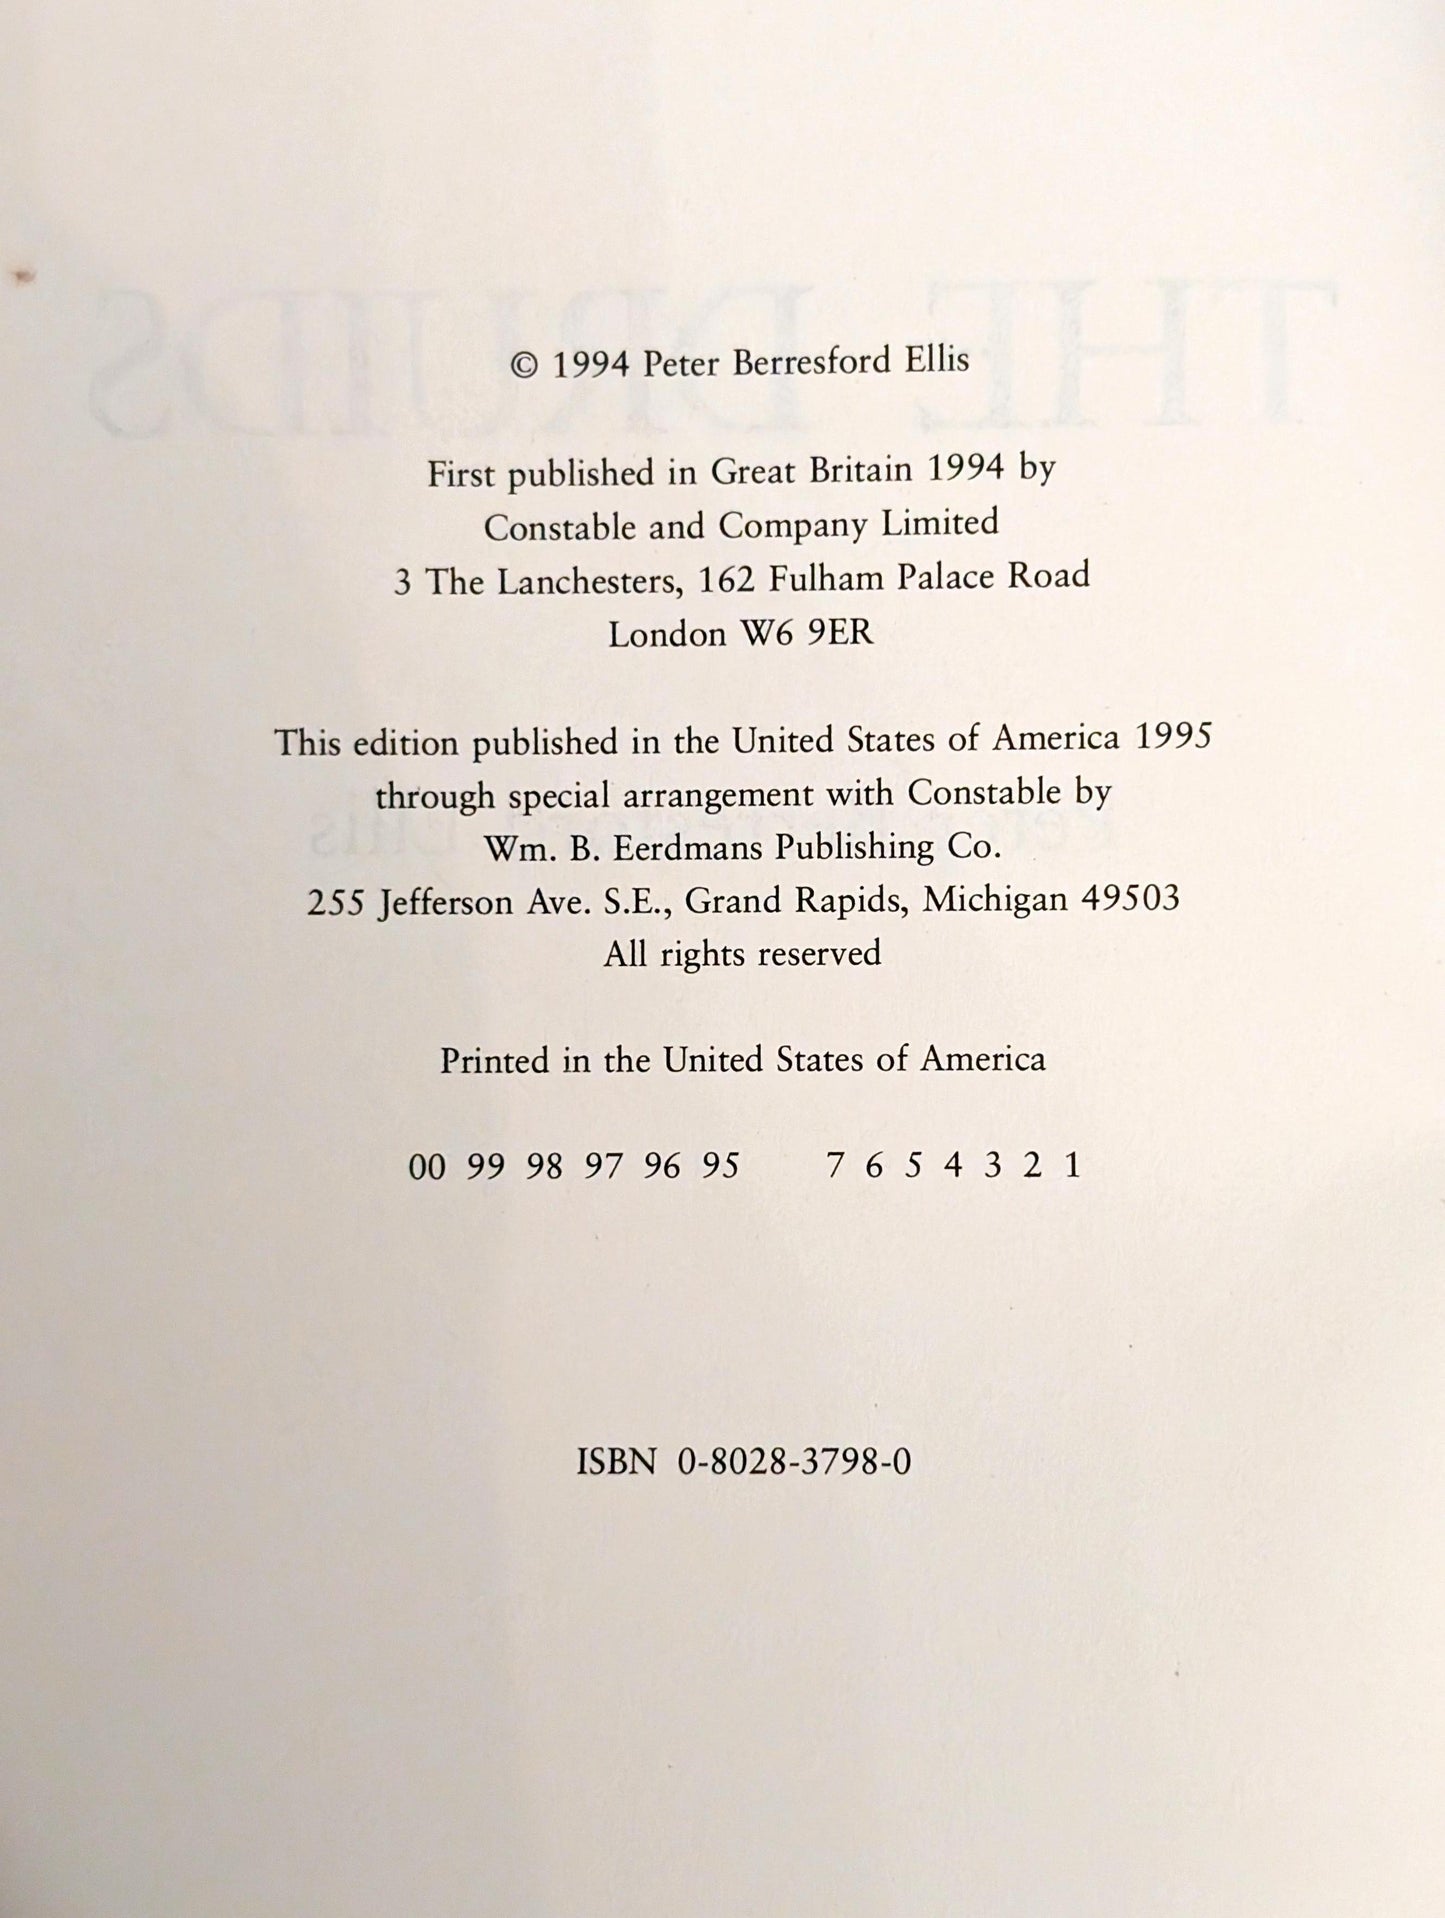 THE DRUIDS
© 1994 Peter Berresford Ellis
First published in Great Britain 1994 by
Constable and Company Limited
3 The Lanchesters, 162 Fulham Palace Road
London W6 9ER
This edition published in the United States of America 1995
through special arrangement with Constable by
Wm. B. Eerdmans Publishing Co.
255 Jefferson Ave. S.E., Grand Rapids, Michigan 49503
All rights reserved
Printed in the United States of America
00 99 98 97 96 95 7 6 5 4 3 2 1
ISBN 0-8028-3798-0